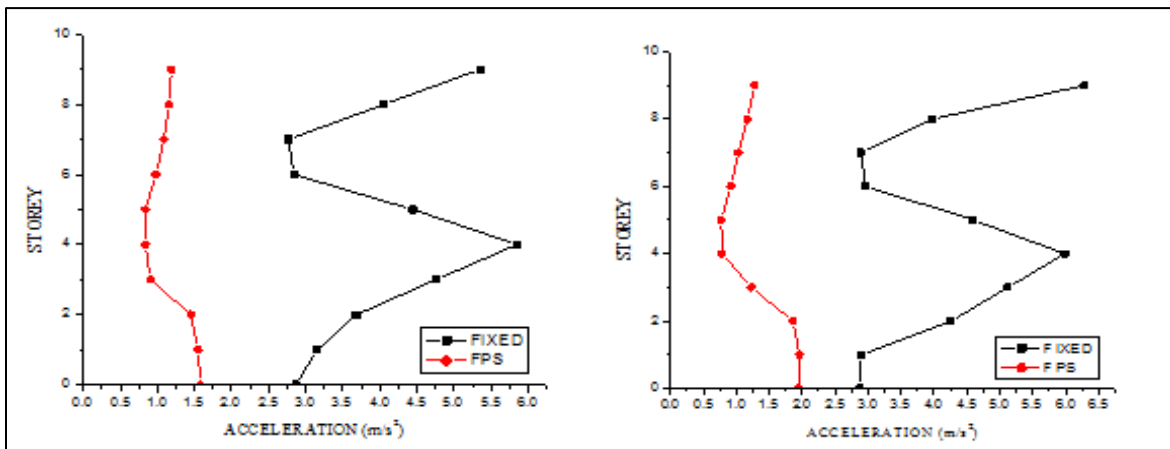 10
8
6
4
2
0
STOREY
0.0 0.5 1.0 1.5 2.0 2.5 3.0 3.5 4.0 4.5 5.0 5.5 6.0
ACCELERATION (m/s²)
FIXED
FPS
10
8
6
4
2
0
STOREY
0.0 0.5 1.0 1.5 2.0 2.5 3.0 3.5 4.0 4.5 5.0 5.5 6.0 6.5
ACCELERATION (m/s²)
FIXED
FPS